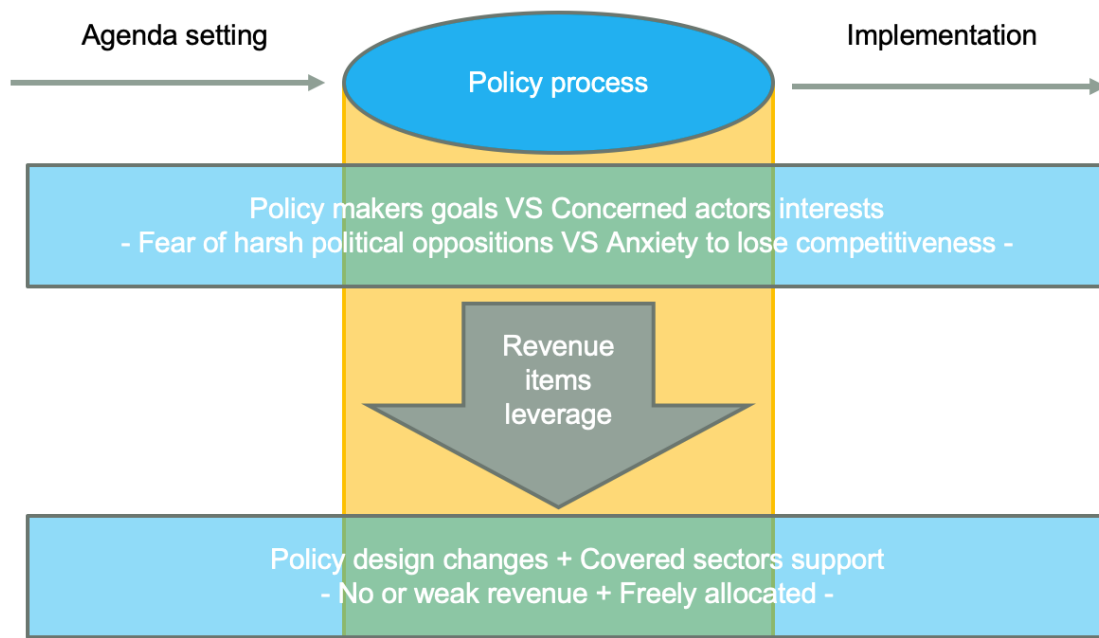 Agenda setting
Policy process
Implementation
Policy makers goals VS Concerned actors interests
- Fear of harsh political oppositions VS Anxiety to lose competitiveness -
Revenue
items
leverage
Policy design changes + Covered sectors support
- No or weak revenue + Freely allocated -